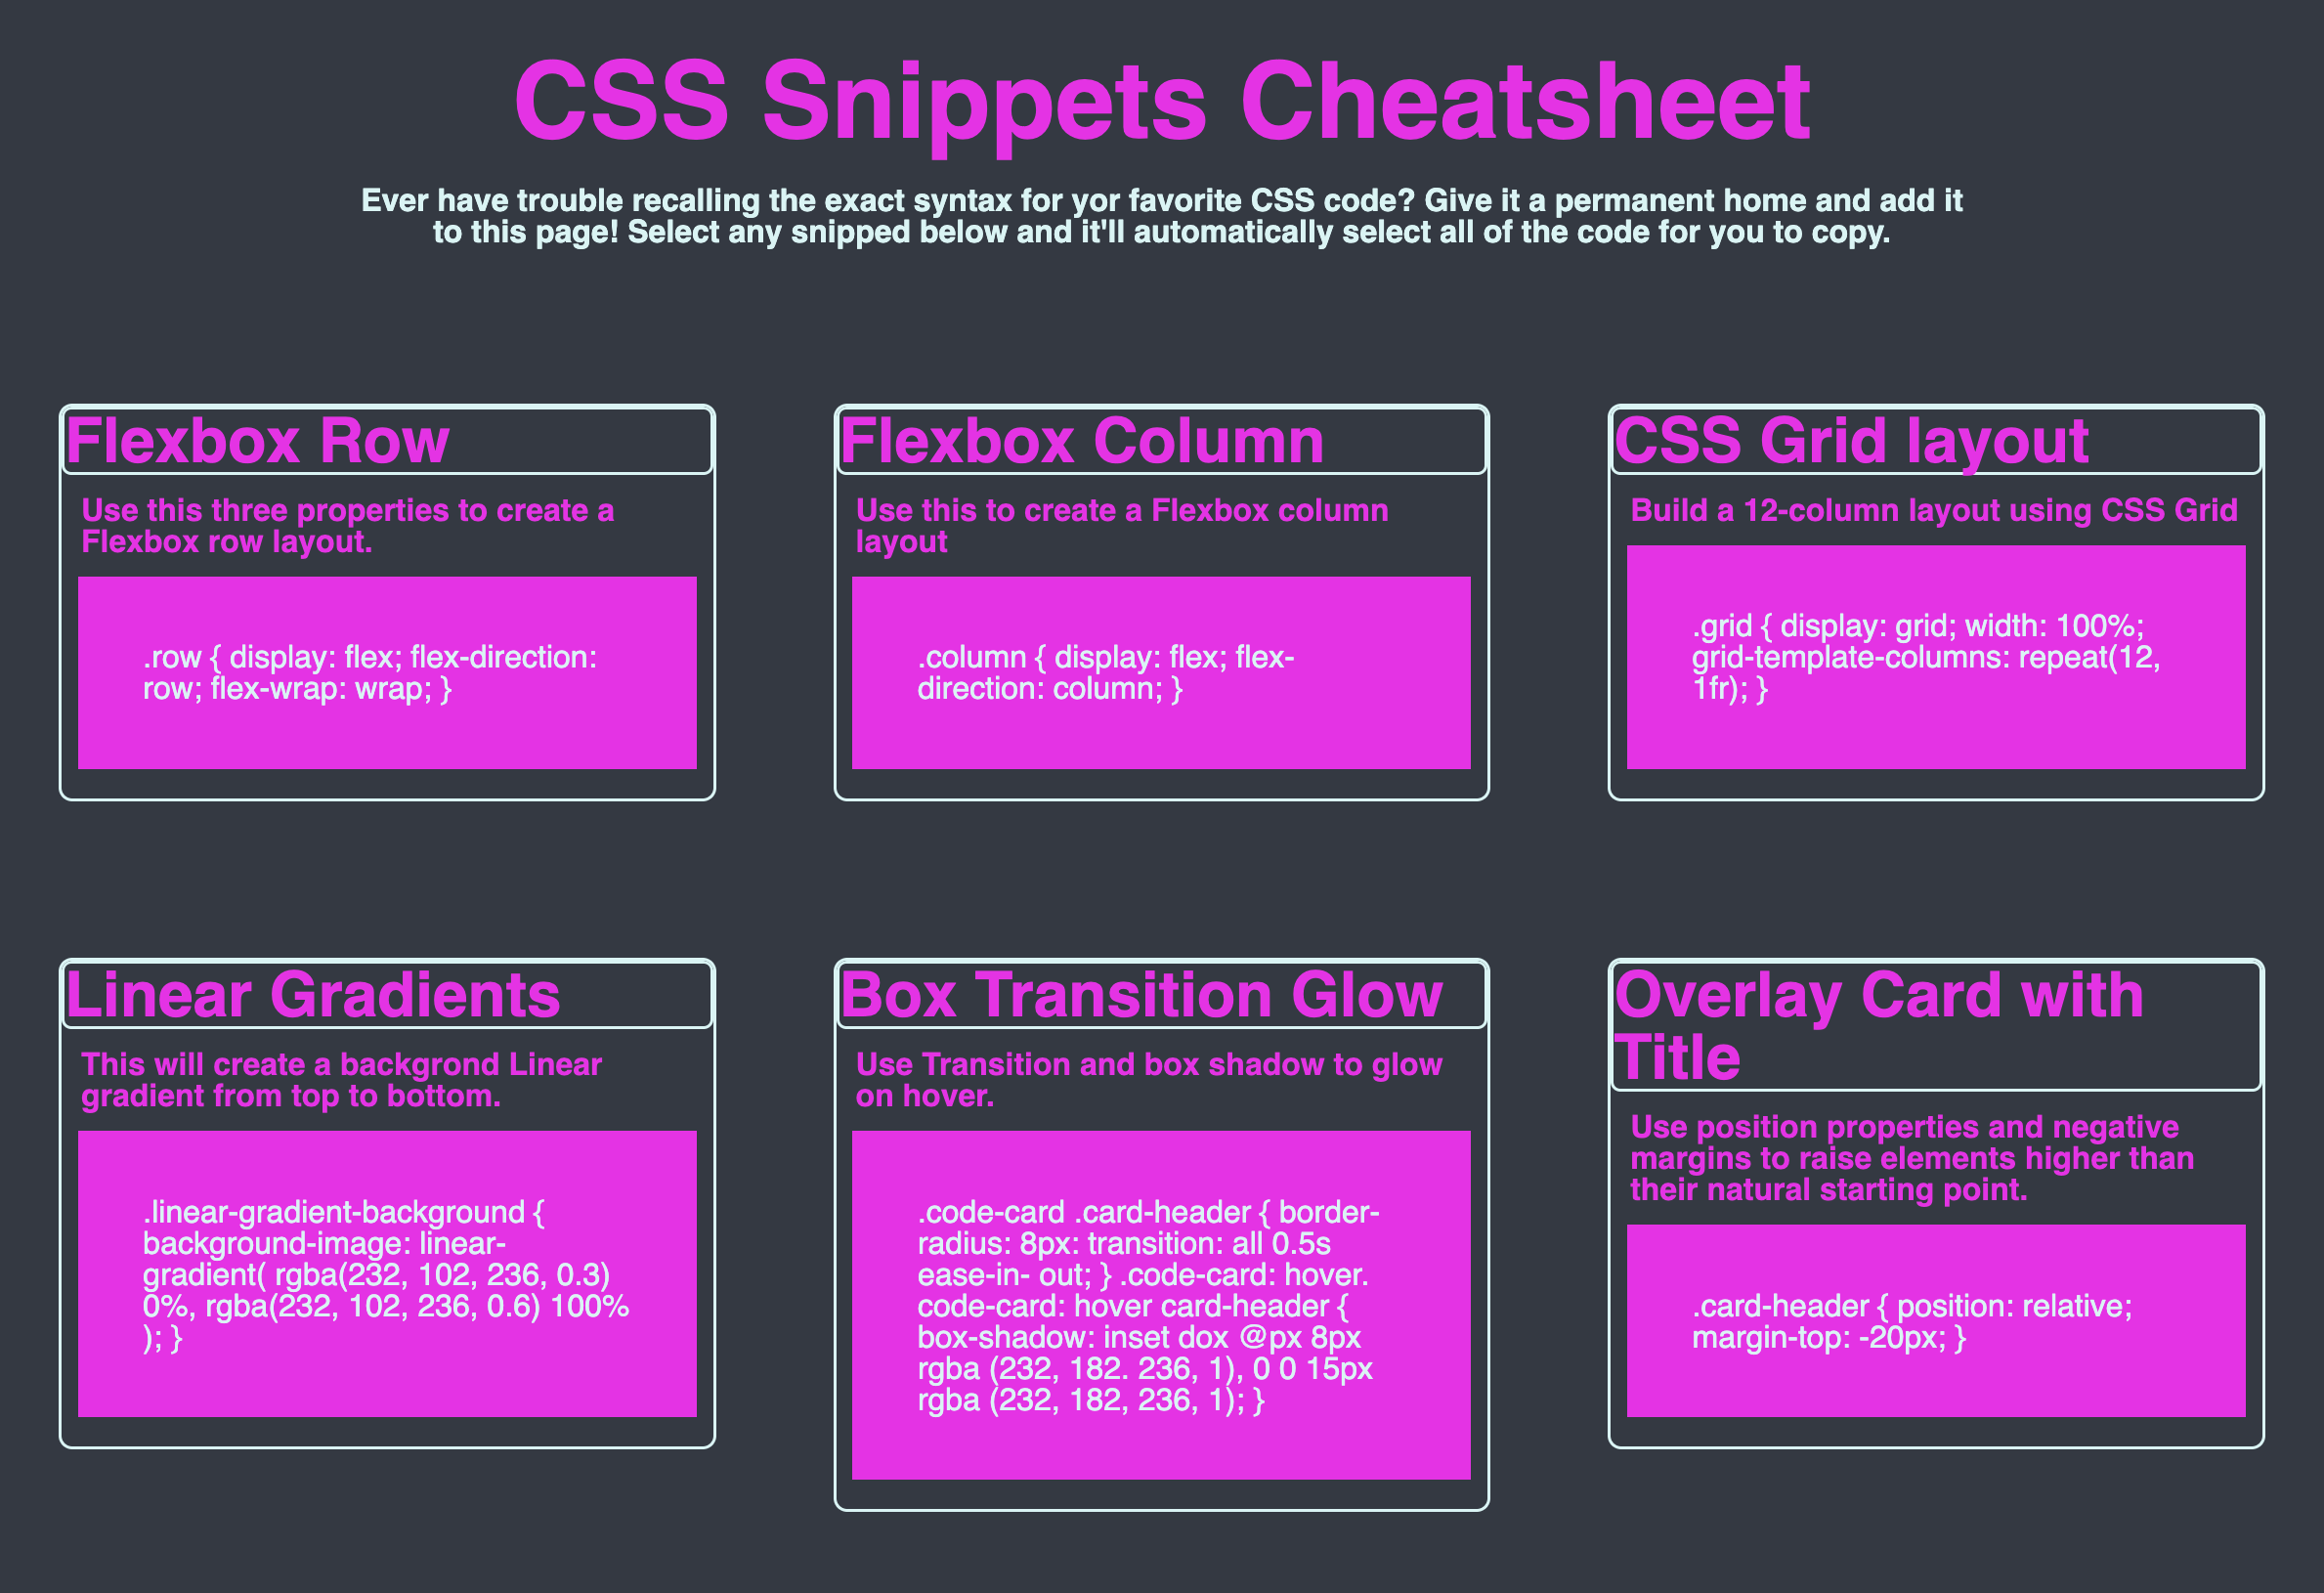 CSS Snippets Cheatsheet
Ever have trouble recalling the exact syntax for yor favorite CSS code? Give it a permanent home and add it
to this page! Select any snipped below and it'll automatically select all of the code for you to copy.
Flexbox Row
Use this three properties to create a
Flexbox row layout.
.row { display: flex; flex-direction:
row; flex-wrap: wrap; }
Flexbox Column
Use this to create a Flexbox column
layout
.column { display: flex; flex-
direction: column; }
CSS Grid layout
Build a 12-column layout using CSS Grid
.grid { display: grid; width: 100%;
grid-template-columns: repeat(12,
1fr); }
Linear Gradients
This will create a backgrond Linear
gradient from top to bottom.
.linear-gradient-background {
background-image: linear-
gradient( rgba(232, 102, 236, 0.3)
0%, rgba(232, 102, 236, 0.6) 100%
); }
Box Transition Glow
Use Transition and box shadow to glow
on hover.
.code-card .card-header { border-
radius: 8px: transition: all 0.5s
ease-in- out; } .code-card: hover.
code-card: hover card-header {
box-shadow: inset dox @px 8px
rgba (232, 182. 236, 1), 0 0 15px
rgba (232, 182, 236, 1); }
Overlay Card with
Title
Use position properties and negative
margins to raise elements higher than
their natural starting point.
.card-header { position: relative;
margin-top: -20px; }